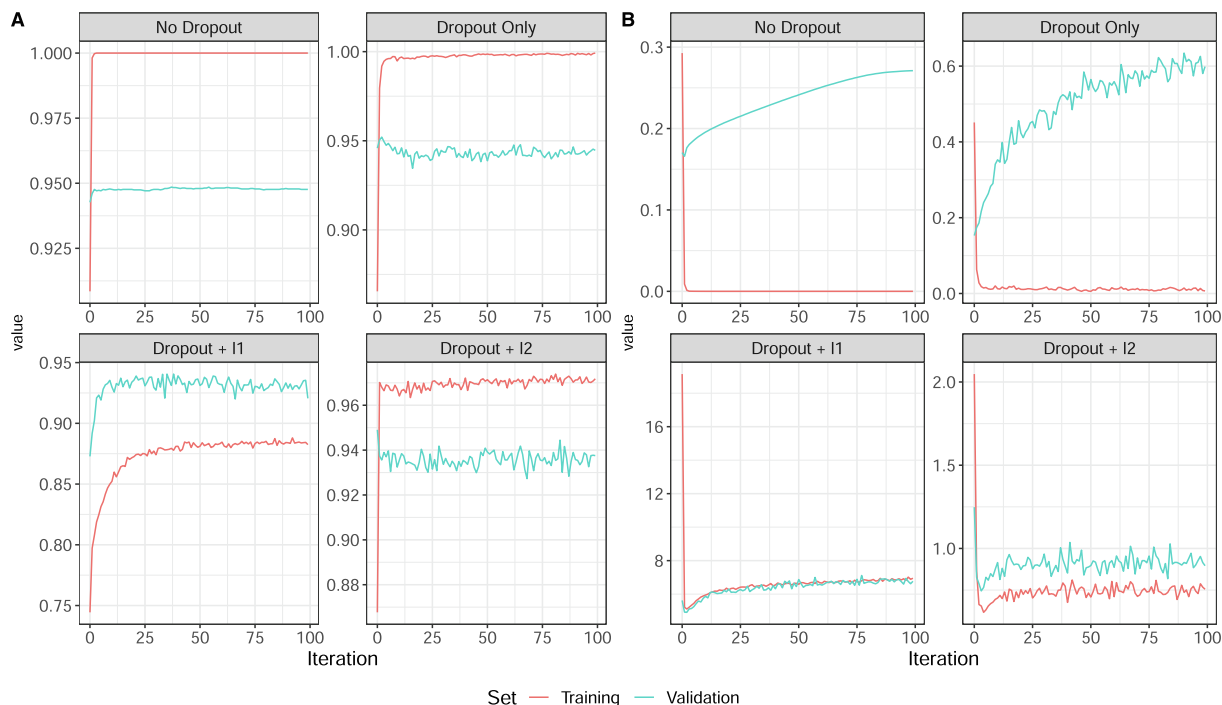 A
No Dropout
Dropout Only
1.000
0.975
0.950
0.925
1.00
0.95
0.90
0 25 50 75 100
0 25 50 75 100
Dropout + l1
Dropout + l2
0.95
0.90
0.85
0.80
0.75
0.96
0.94
0.92
0.90
0.88
0 25 50 75 100
0 25 50 75 100
value
Iteration
B
No Dropout
Dropout Only
0.3
0.2
0.1
0.0
0.6
0.4
0.2
0.0
0 25 50 75 100
0 25 50 75 100
Dropout + l1
Dropout + l2
16
12
8
2.0
1.5
1.0
0 25 50 75 100
0 25 50 75 100
value
Iteration
Set Training Validation